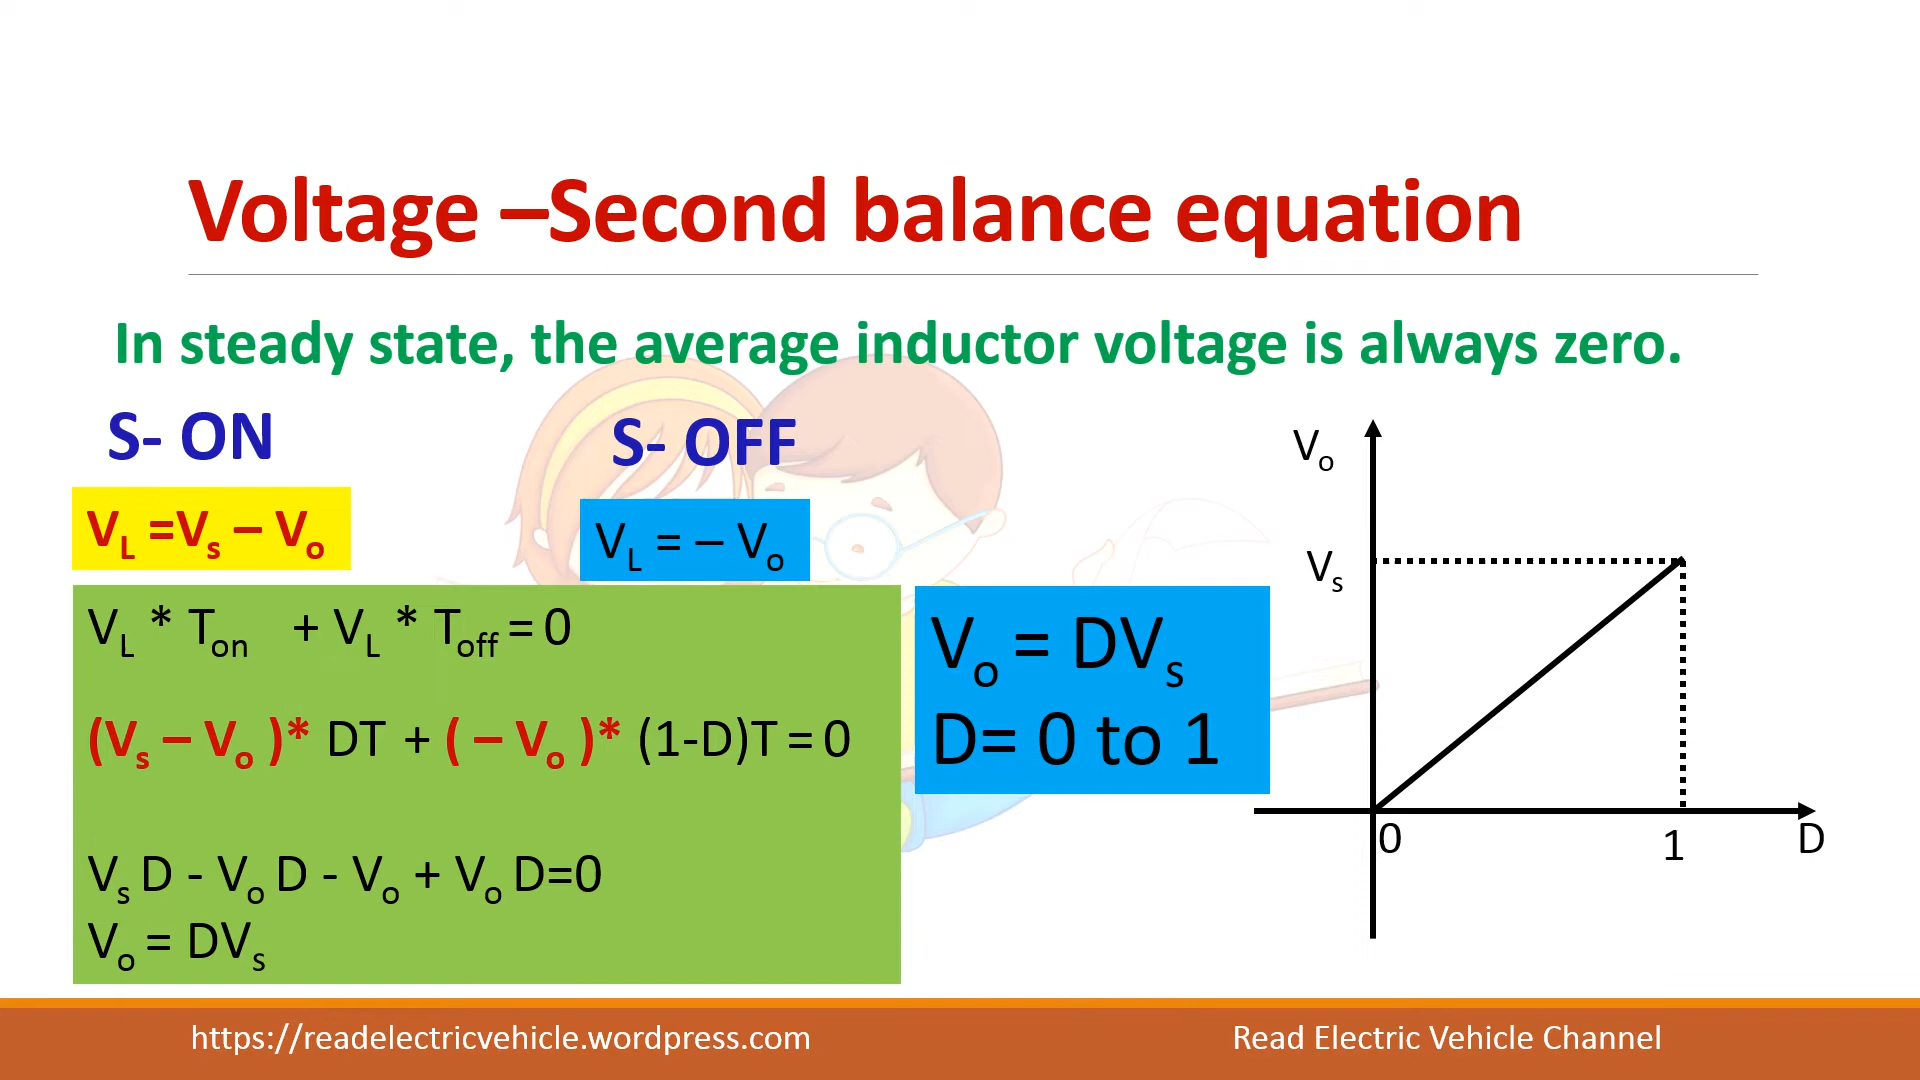 Voltage –Second balance equation
In steady state, the average inductor voltage is always zero.
S- ON
S- OFF
V_L =V_s – V_o
V_L = – V_o
V_L * T_on + V_L * T_off = 0
(V_s – V_o )* DT + ( – V_o )* (1-D)T = 0
V_s D - V_o D - V_o + V_o D=0
V_o = DV_s
V_o = DV_s
D= 0 to 1
V_o
V_s
0
1
D
https://readelectricvehicle.wordpress.com
Read Electric Vehicle Channel